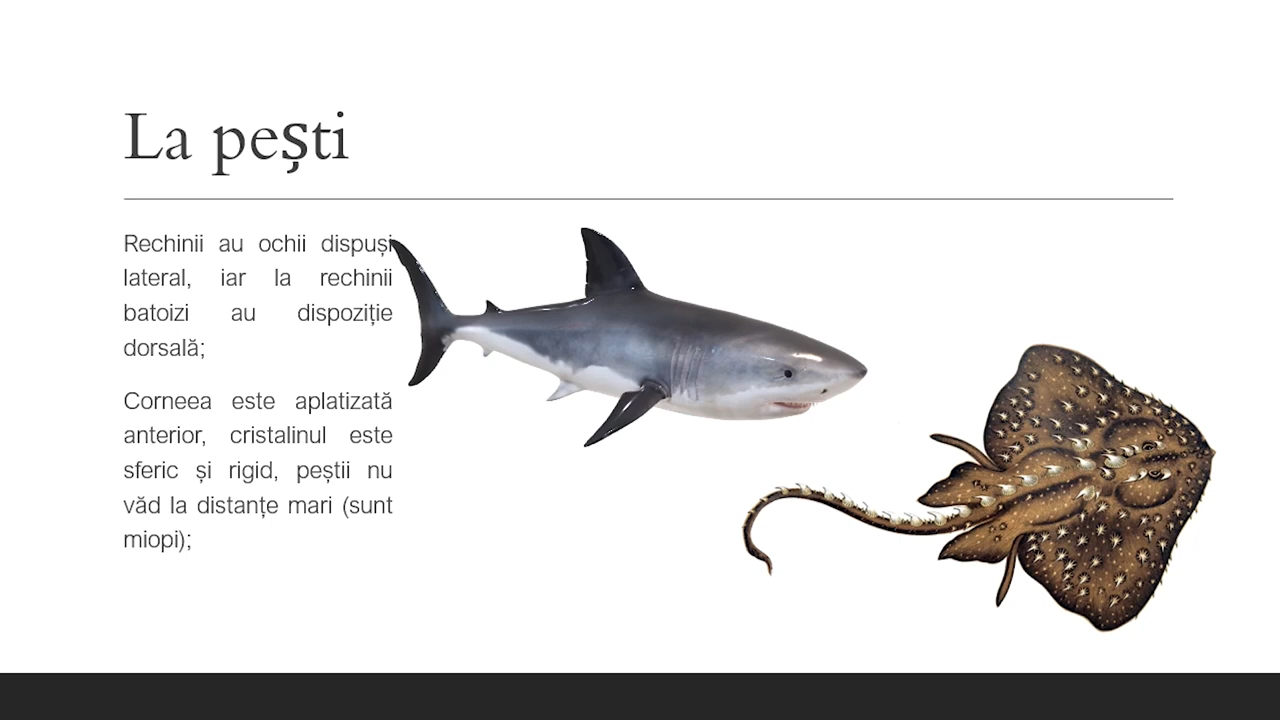 La pești
Rechinii au ochii dispuși
lateral, iar la rechinii
batoizi au dispoziție
dorsală;
Corneea este aplatizată
anterior, cristalinul este
sferic și rigid, peștii nu
văd la distanțe mari (sunt
miopi);